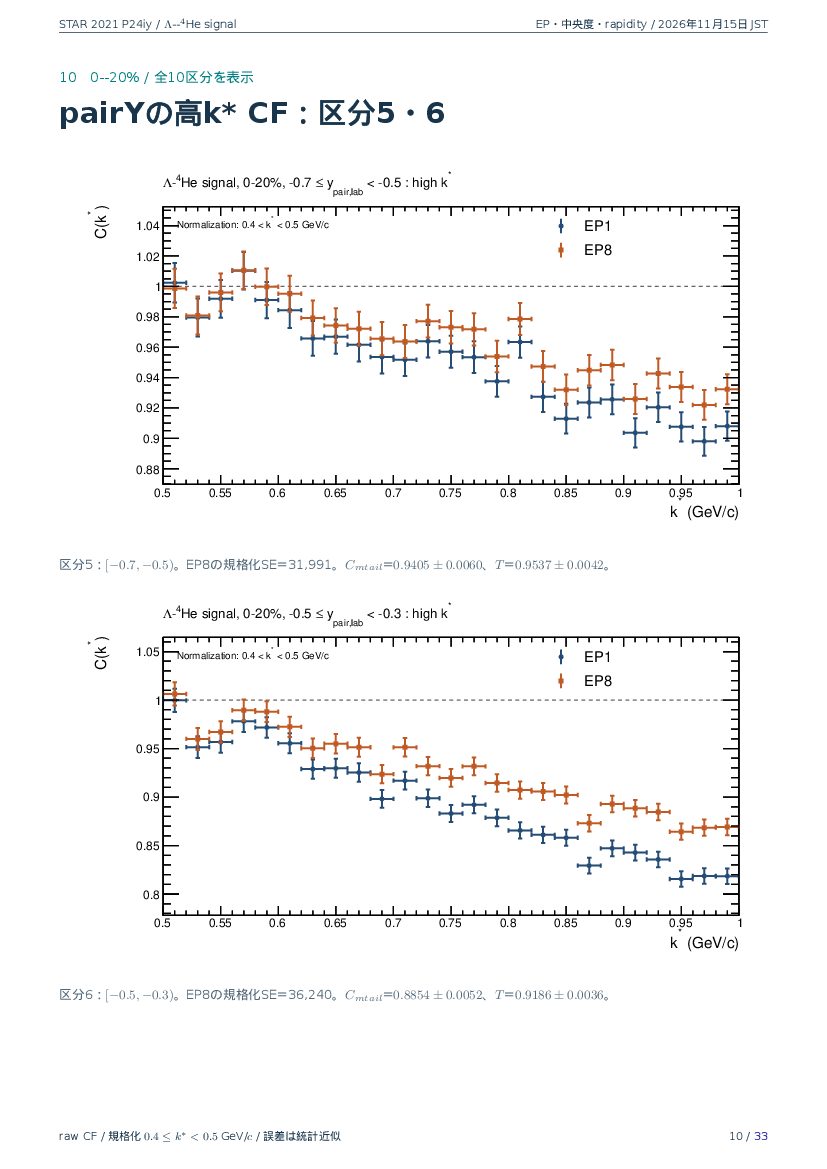 STAR 2021 P24iy / Λ--⁴He signal
EP・中央度・rapidity / 2026年11月15日 JST
10 0--20% / 全10区分を表示
pairYの高k* CF：区分5・6
Λ-⁴He signal, 0-20%, -0.7 ≤ y_pair,lab < -0.5 : high k*
C(k*)
Normalization: 0.4 < k* < 0.5 GeV/c
EP1
EP8
1.04
1.02
1
0.98
0.96
0.94
0.92
0.9
0.88
0.5 0.55 0.6 0.65 0.7 0.75 0.8 0.85 0.9 0.95 1
k* (GeV/c)
区分5：[−0.7, −0.5)。EP8の規格化SE=31,991。C_mtail=0.9405 ± 0.0060、T=0.9537 ± 0.0042。
Λ-⁴He signal, 0-20%, -0.5 ≤ y_pair,lab < -0.3 : high k*
C(k*)
Normalization: 0.4 < k* < 0.5 GeV/c
EP1
EP8
1.05
1
0.95
0.9
0.85
0.8
0.5 0.55 0.6 0.65 0.7 0.75 0.8 0.85 0.9 0.95 1
k* (GeV/c)
区分6：[−0.5, −0.3)。EP8の規格化SE=36,240。C_mtail=0.8854 ± 0.0052、T=0.9186 ± 0.0036。
raw CF / 規格化 0.4 ≤ k* < 0.5 GeV/c / 誤差は統計近似
10 / 33